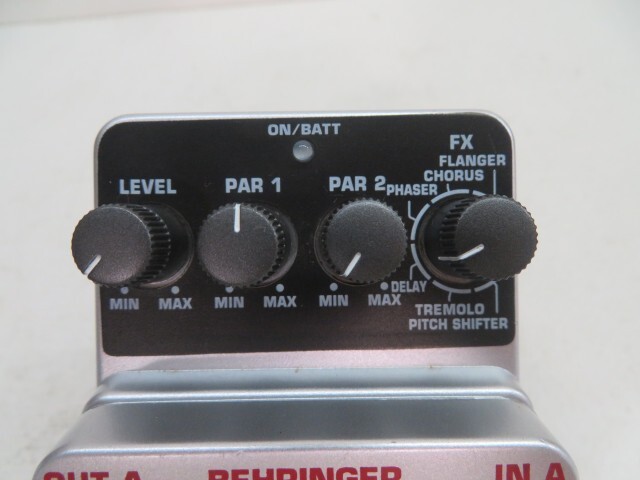 ON/BATT
FX
FLANGER
CHORUS
LEVEL
PAR 1
PAR 2
PHASER
DELAY
MIN
MAX
MIN
MAX
MIN
MAX
TREMOLO
PITCH SHIFTER
OUT A
BEHRINGER
IN A